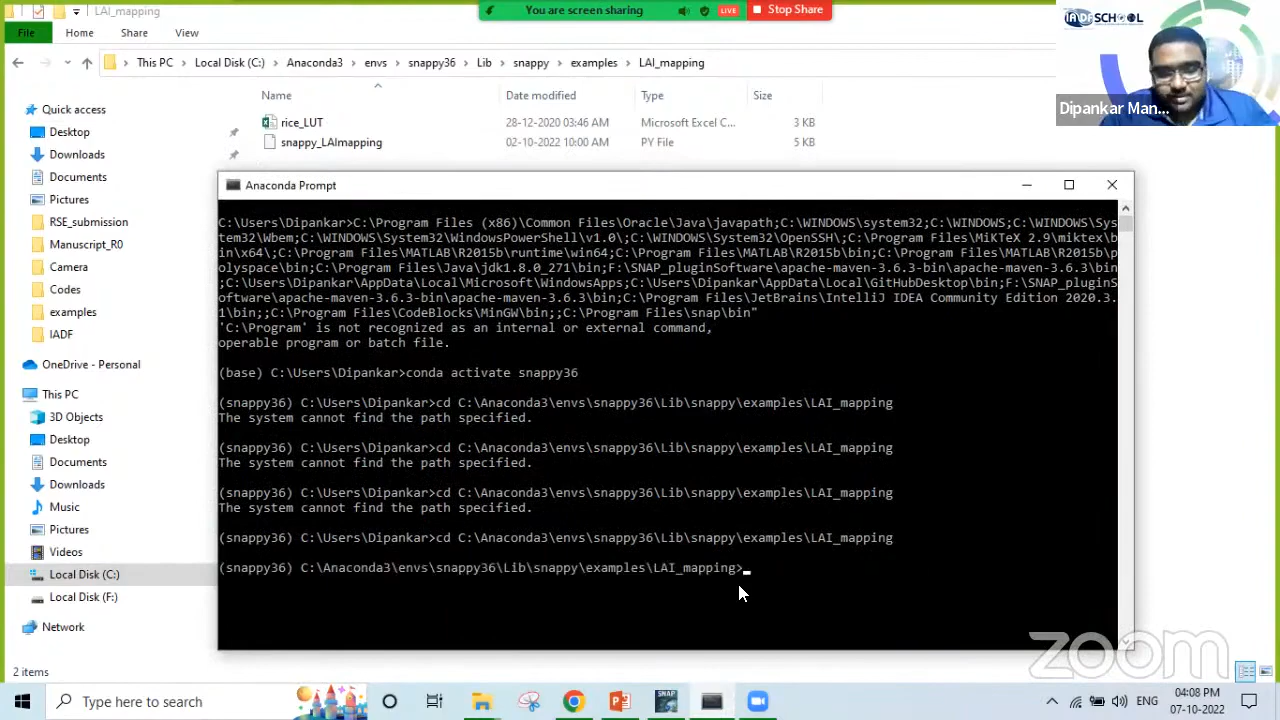 LAI_mapping
You are screen sharing
LIVE
Stop Share
File
Home
Share
View
This PC
Local Disk (C:)
Anaconda3
envs
snappy36
Lib
snappy
examples
LAI_mapping
SCHOOL
Dipankar Man...
Name
Date modified
Type
Size
rice_LUT
28-12-2020 03:46 AM
Microsoft Excel C...
3 KB
snappy_LAImapping
02-10-2022 10:00 AM
PY File
5 KB
Quick access
Desktop
Downloads
Documents
Pictures
RSE_submission
Manuscript_R0
Camera
Codes
examples
IADF
OneDrive - Personal
This PC
3D Objects
Desktop
Documents
Downloads
Music
Pictures
Videos
Local Disk (C:)
Local Disk (F:)
Network
2 items
Anaconda Prompt
C:\Users\Dipankar>C:\Program Files (x86)\Common Files\Oracle\Java\javapath;C:\WINDOWS\system32;C:\WINDOWS;C:\WINDOWS\Sys
tem32\Wbem;C:\WINDOWS\System32\WindowsPowerShell\v1.0\;C:\WINDOWS\System32\OpenSSH\;C:\Program Files\MiKTeX 2.9\miktex\b
in\x64\;C:\Program Files\MATLAB\R2015b\runtime\win64;C:\Program Files\MATLAB\R2015b\bin;C:\Program Files\MATLAB\R2015b\p
olyspace\bin;C:\Program Files\Java\jdk1.8.0_271\bin;F:\SNAP_pluginSoftware\apache-maven-3.6.3-bin\apache-maven-3.6.3\bin
;C:\Users\Dipankar\AppData\Local\Microsoft\WindowsApps;C:\Users\Dipankar\AppData\Local\GitHubDesktop\bin;F:\SNAP_pluginS
oftware\apache-maven-3.6.3-bin\apache-maven-3.6.3\bin;C:\Program Files\JetBrains\IntelliJ IDEA Community Edition 2020.3.
1\bin;;C:\Program Files\CodeBlocks\MinGW\bin;;C:\Program Files\snap\bin"
'C:\Program' is not recognized as an internal or external command,
operable program or batch file.
(base) C:\Users\Dipankar>conda activate snappy36
(snappy36) C:\Users\Dipankar>cd C:\Anaconda3\envs\snappy36\Lib\snappy\examples\LAI_mapping
The system cannot find the path specified.
(snappy36) C:\Users\Dipankar>cd C:\Anaconda3\envs\snappy36\Lib\snappy\examples\LAI_mapping
The system cannot find the path specified.
(snappy36) C:\Users\Dipankar>cd C:\Anaconda3\envs\snappy36\Lib\snappy\examples\LAI_mapping
The system cannot find the path specified.
(snappy36) C:\Users\Dipankar>cd C:\Anaconda3\envs\snappy36\Lib\snappy\examples\LAI_mapping
(snappy36) C:\Anaconda3\envs\snappy36\Lib\snappy\examples\LAI_mapping>
zoom
Type here to search
SNAP
ENG
04:08 PM
07-10-2022